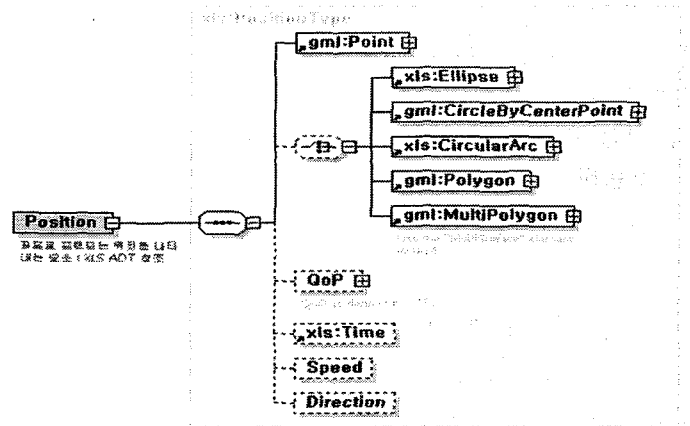 gml:Point
xls:Ellipse
gml:CircleByCenterPoint
xls:CircularArc
gml:Polygon
Position
gml:MultiPolygon
XLS ADT
QoP
xls:Time
Speed
Direction